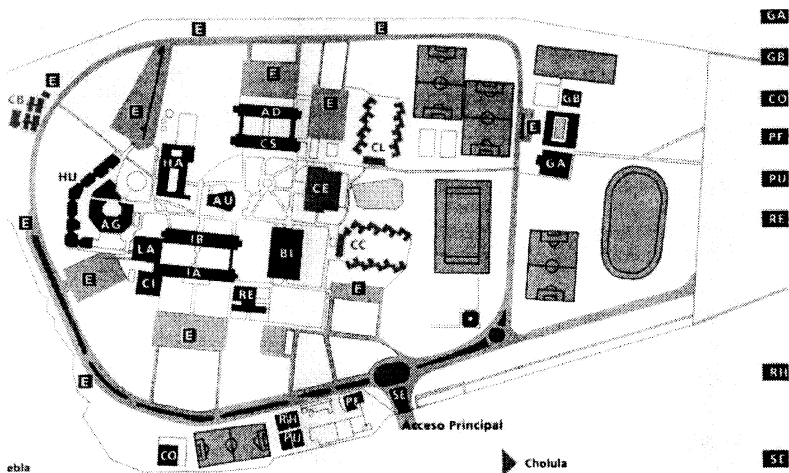 E
E
GA
E
GB
CB
E
E
E
GB
CO
AD
E
PF
CS
CL
HA
GA
HU
CE
PU
AU
RE
AG
E
IB
CC
LA
BI
IA
E
CI
RE
E
E
RH
E
SE
PF
RH
Acceso Principal
PU
CO
ebla
Cholula
SE